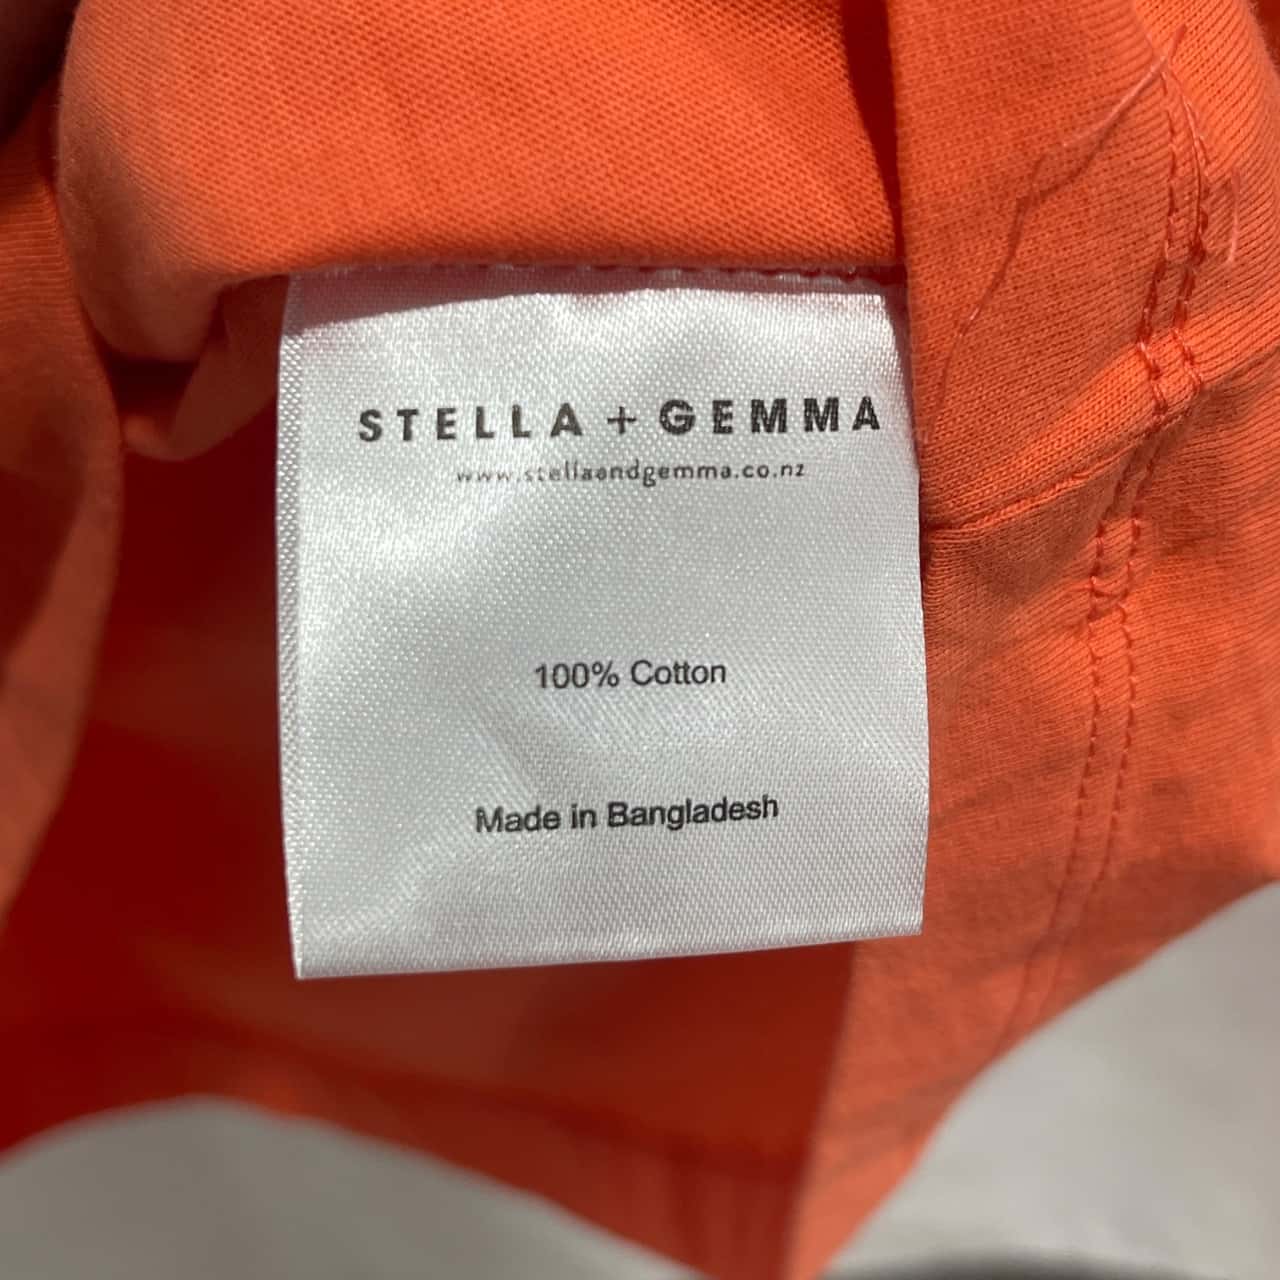 STELLA + GEMMA
www.stellaandgemma.co.nz
100% Cotton
Made in Bangladesh